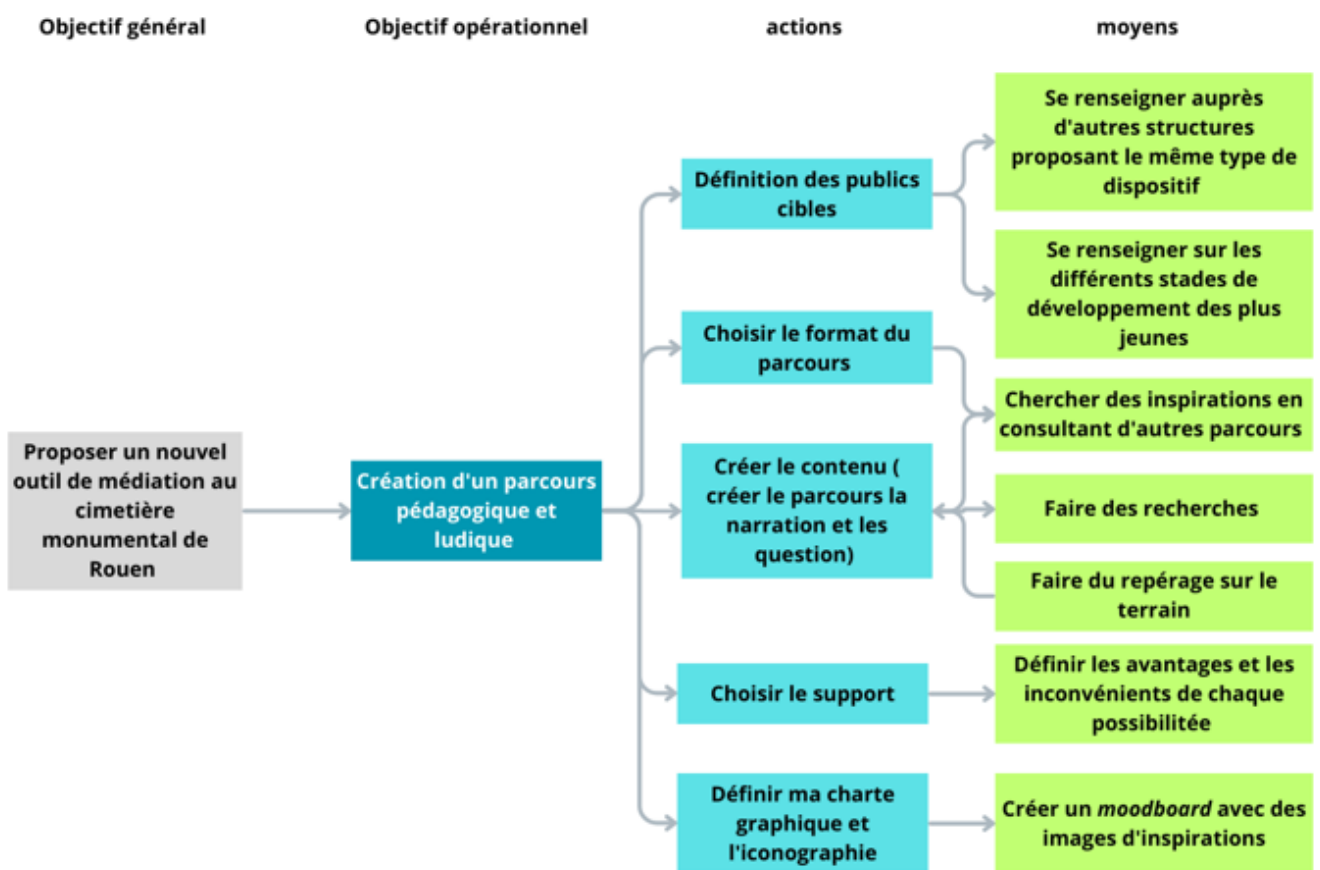 Objectif général
Objectif opérationnel
actions
moyens
Proposer un nouvel
outil de médiation au
cimetière
monumental de
Rouen
Création d'un parcours
pédagogique et
ludique
Définition des publics
cibles
Choisir le format du
parcours
Créer le contenu (
créer le parcours la
narration et les
question)
Choisir le support
Définir ma charte
graphique et
l'iconographie
Se renseigner auprès
d'autres structures
proposant le même type de
dispositif
Se renseigner sur les
différents stades de
développement des plus
jeunes
Chercher des inspirations en
consultant d'autres parcours
Faire des recherches
Faire du repérage sur le
terrain
Définir les avantages et les
inconvénients de chaque
possibilitée
Créer un moodboard avec des
images d'inspirations